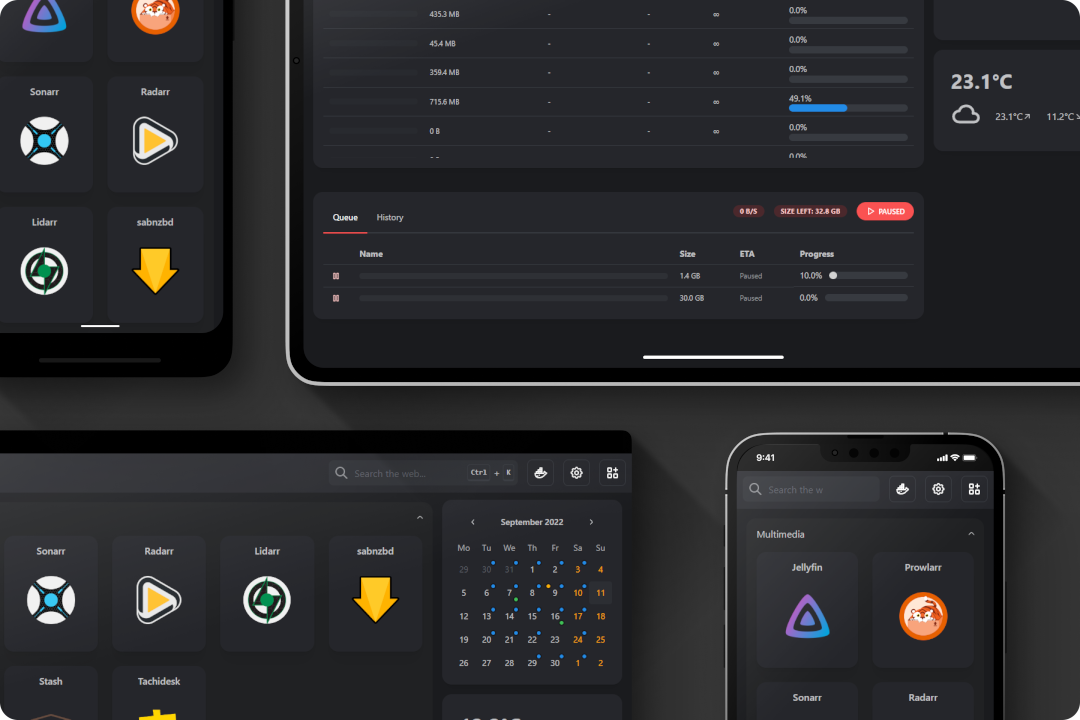 Sonarr Radarr
Lidarr sabnzbd
435.3 MB - - ∞ 0.0%
45.4 MB - - ∞ 0.0%
359.4 MB - - ∞ 0.0%
715.6 MB - - ∞ 49.1%
0 B - - ∞ 0.0%
0.0%
23.1°C
23.1°C↗ 11.2°C
Queue History 0 B/S SIZE LEFT: 32.8 GB PAUSED
Name Size ETA Progress
1.4 GB Paused 10.0%
30.0 GB Paused 0.0%
Search the web... Ctrl + K
Sonarr Radarr Lidarr sabnzbd
Stash Tachidesk
September 2022
Mo Tu We Th Fr Sa Su
29 30 31 1 2 3 4
5 6 7 8 9 10 11
12 13 14 15 16 17 18
19 20 21 22 23 24 25
26 27 28 29 30 1 2
9:41
Search the w
Multimedia
Jellyfin Prowlarr
Sonarr Radarr